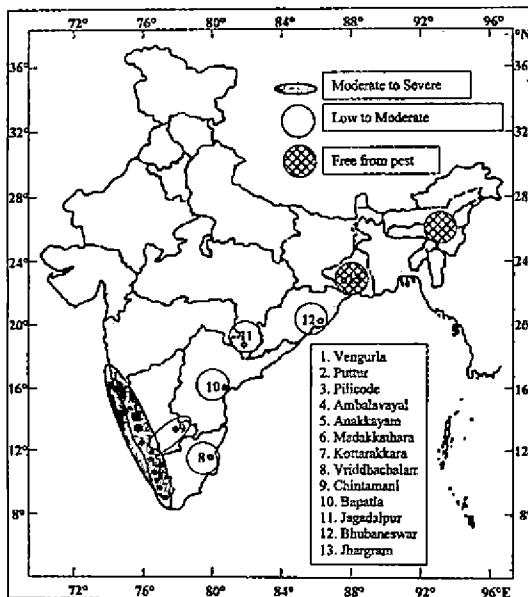 72° 76° 80° 84° 88° 92° 96°
°N
36° 36°
32° 32°
28° 28°
24° 24°
20° 20°
16° 16°
12° 12°
8° 8°
Moderate to Severe
Low to Moderate
Free from pest
12
11
10
9
8
1. Vengurla
2. Puttur
3. Pilicode
4. Ambalavayal
5. Anakkayam
6. Madakkathara
7. Kottarakkara
8. Vriddhachalam
9. Chintamani
10. Bapatla
11. Jagadalpur
12. Bhubaneswar
13. Jhargram
72° 76° 80° 84° 88° 92° 96°E